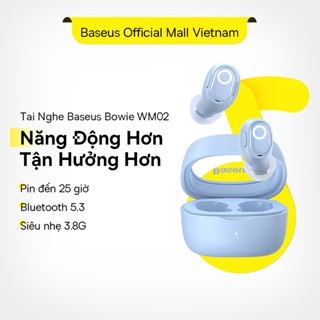 Baseus Official Mall Vietnam
Tai Nghe Baseus Bowie WM02
Năng Động Hơn
Tận Hưởng Hơn
Pin đến 25 giờ
Bluetooth 5.3
Siêu nhẹ 3.8G